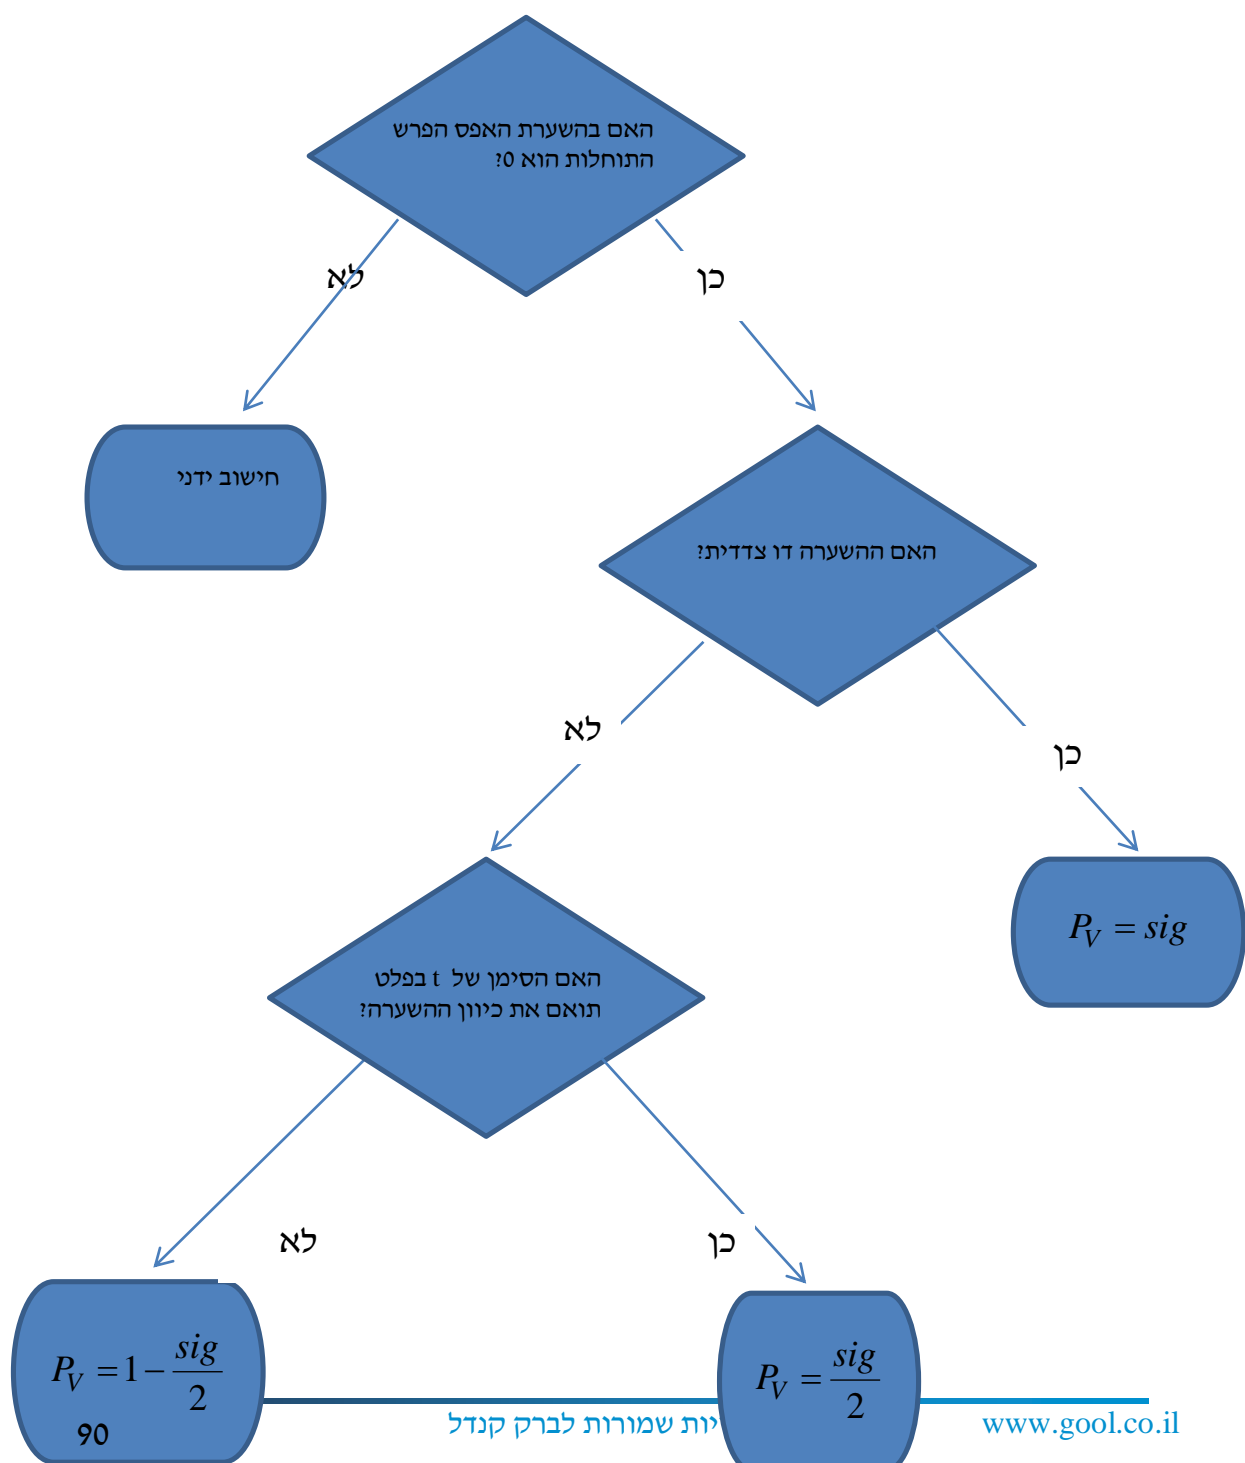 האם בהשערת האפס הפרש
התוחלות הוא 0?
לא
כן
חישוב ידני
האם ההשערה דו צדדית?
לא
כן
P_V = sig
האם הסימן של t בפלט
תואם את כיוון ההשערה?
לא
כן
P_V = 1 - sig/2
P_V = sig/2
90
יות שמורות לברק קנדל
www.gool.co.il